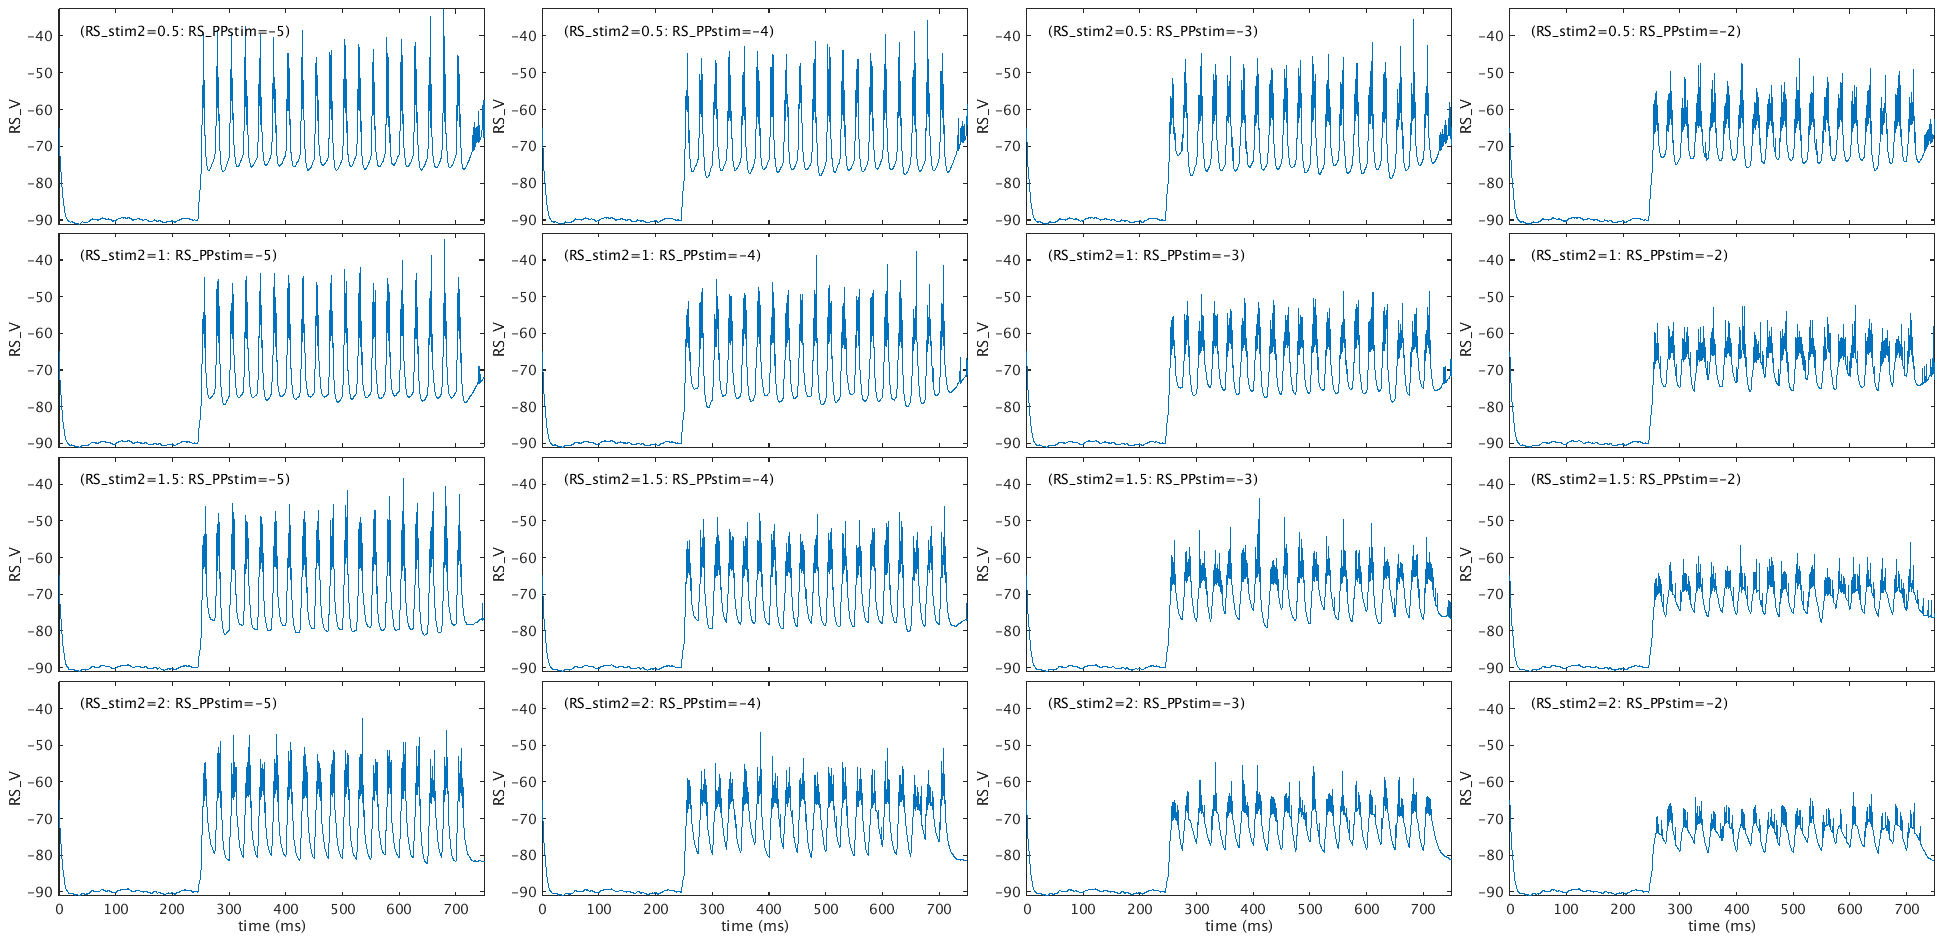 (RS_stim2=0.5: RS_PPstim=−5)
(RS_stim2=0.5: RS_PPstim=−4)
(RS_stim2=0.5: RS_PPstim=−3)
(RS_stim2=0.5: RS_PPstim=−2)
−40
−50
−60
−70
−80
−90
RS_V
RS_V
RS_V
RS_V
−40
−50
−60
−70
−80
−90
−40
−50
−60
−70
−80
−90
−40
−50
−60
−70
−80
−90
(RS_stim2=1: RS_PPstim=−5)
(RS_stim2=1: RS_PPstim=−4)
(RS_stim2=1: RS_PPstim=−3)
(RS_stim2=1: RS_PPstim=−2)
−40
−50
−60
−70
−80
−90
RS_V
RS_V
RS_V
RS_V
−40
−50
−60
−70
−80
−90
−40
−50
−60
−70
−80
−90
−40
−50
−60
−70
−80
−90
(RS_stim2=1.5: RS_PPstim=−5)
(RS_stim2=1.5: RS_PPstim=−4)
(RS_stim2=1.5: RS_PPstim=−3)
(RS_stim2=1.5: RS_PPstim=−2)
−40
−50
−60
−70
−80
−90
RS_V
RS_V
RS_V
RS_V
−40
−50
−60
−70
−80
−90
−40
−50
−60
−70
−80
−90
−40
−50
−60
−70
−80
−90
(RS_stim2=2: RS_PPstim=−5)
(RS_stim2=2: RS_PPstim=−4)
(RS_stim2=2: RS_PPstim=−3)
(RS_stim2=2: RS_PPstim=−2)
−40
−50
−60
−70
−80
−90
RS_V
RS_V
RS_V
RS_V
−40
−50
−60
−70
−80
−90
−40
−50
−60
−70
−80
−90
−40
−50
−60
−70
−80
−90
0 100 200 300 400 500 600 700
0 100 200 300 400 500 600 700
0 100 200 300 400 500 600 700
0 100 200 300 400 500 600 700
time (ms)
time (ms)
time (ms)
time (ms)